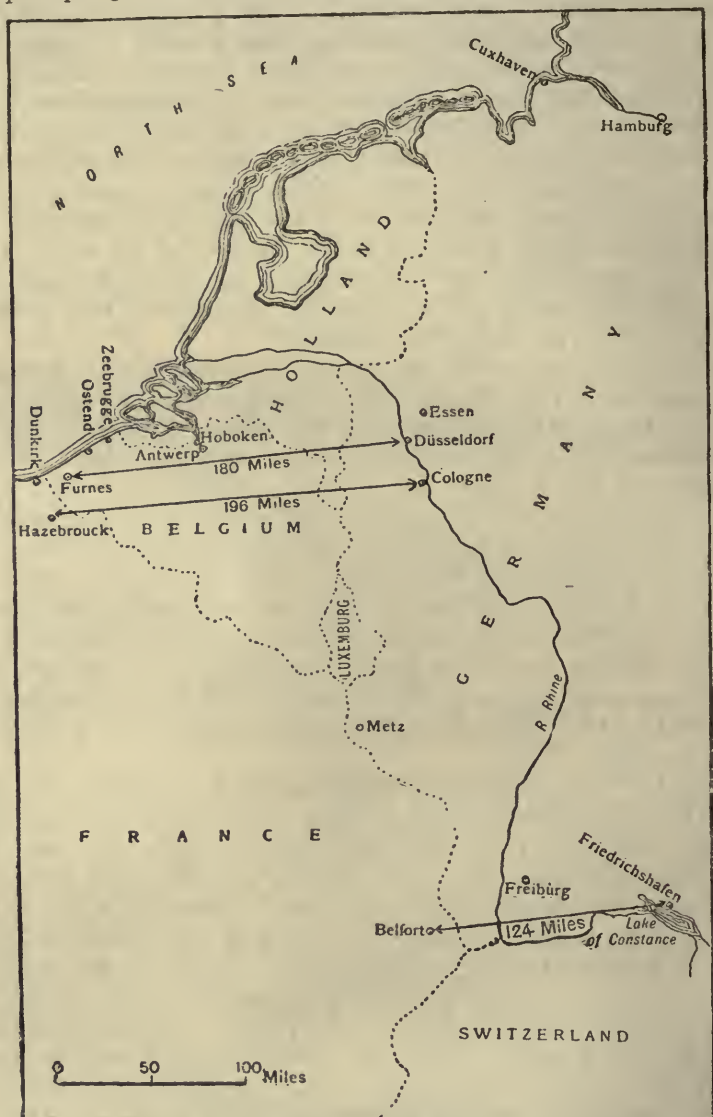 NORTH SEA
Cuxhaven
Hamburg
HOLLAND
GERMANY
Zeebrugge
Ostend
Dunkirk
Essen
Hoboken
Düsseldorf
Antwerp
180 Miles
Furnes
Cologne
196 Miles
Hazebrouck
BELGIUM
LUXEMBURG
R Rhine
Metz
FRANCE
Friedrichshafen
Freiburg
Belfort
124 Miles
Lake
of Constance
SWITZERLAND
0 50 100 Miles